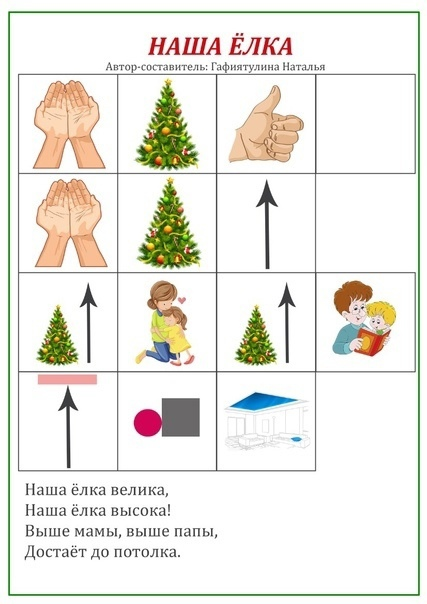 НАША ЁЛКА
Автор-составитель: Гафиятулина Наталья
Наша ёлка велика,
Наша ёлка высока!
Выше мамы, выше папы,
Достаёт до потолка.